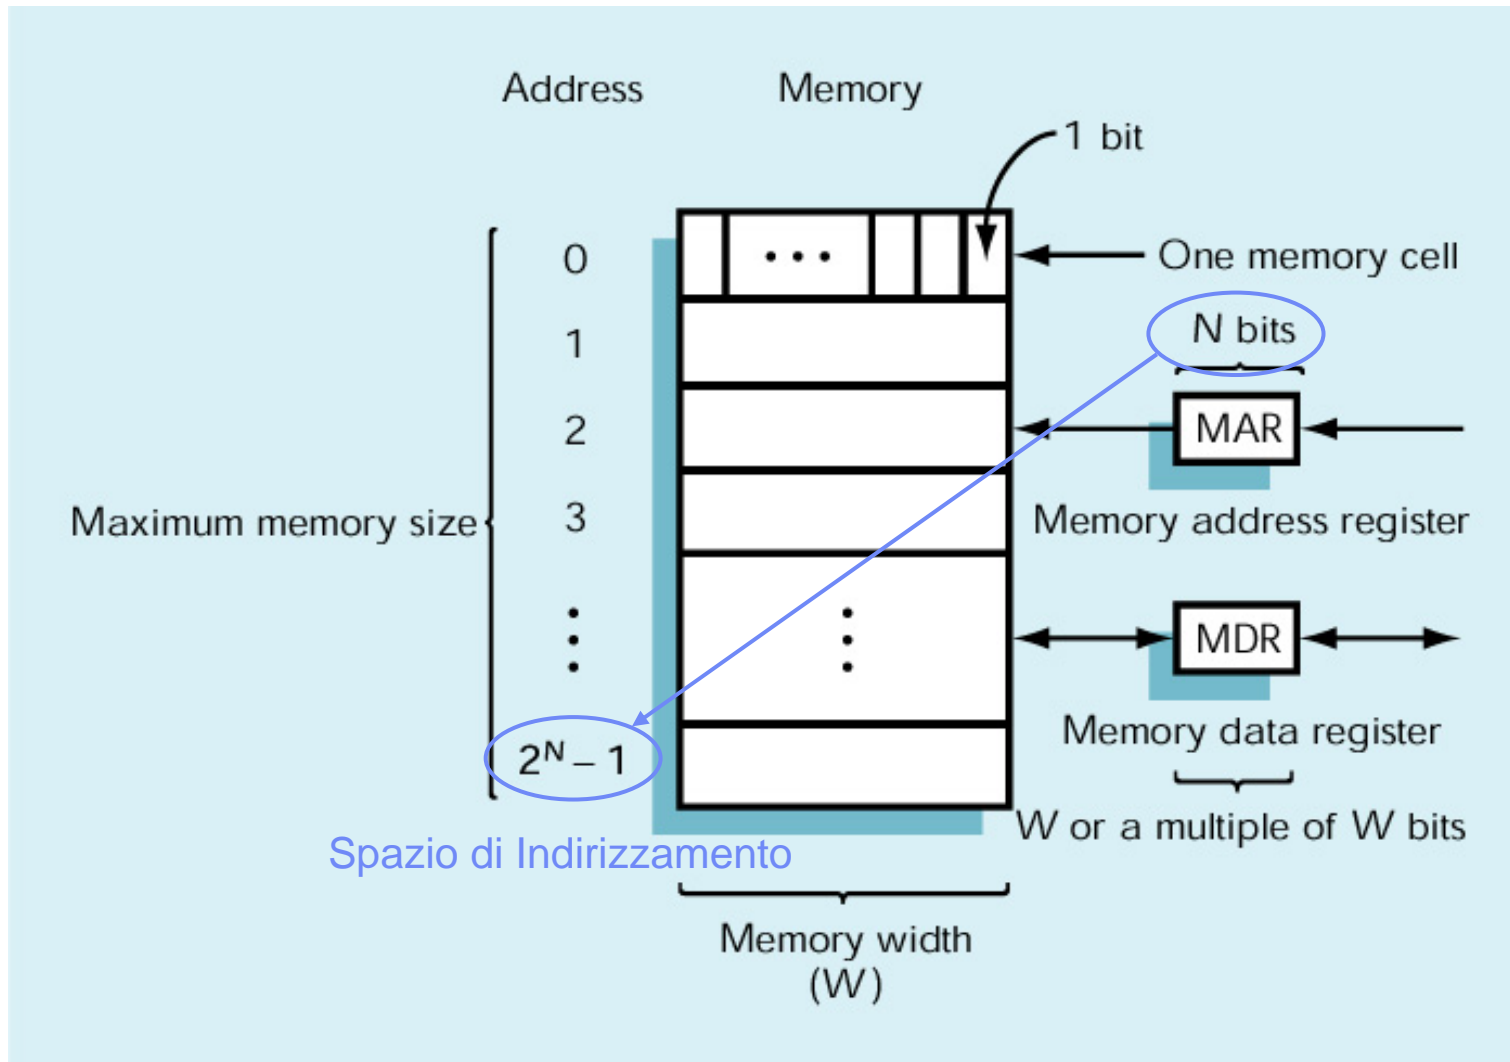 Address
Memory
1 bit
0
One memory cell
1
N bits
2
MAR
Maximum memory size
3
Memory address register
MDR
Memory data register
2^N – 1
W or a multiple of W bits
Spazio di Indirizzamento
Memory width
(W)